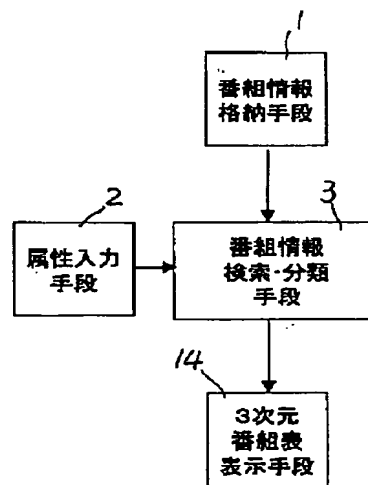 1
番組情報
格納手段
2
属性入力
手段
3
番組情報
検索・分類
手段
14
3次元
番組表
表示手段